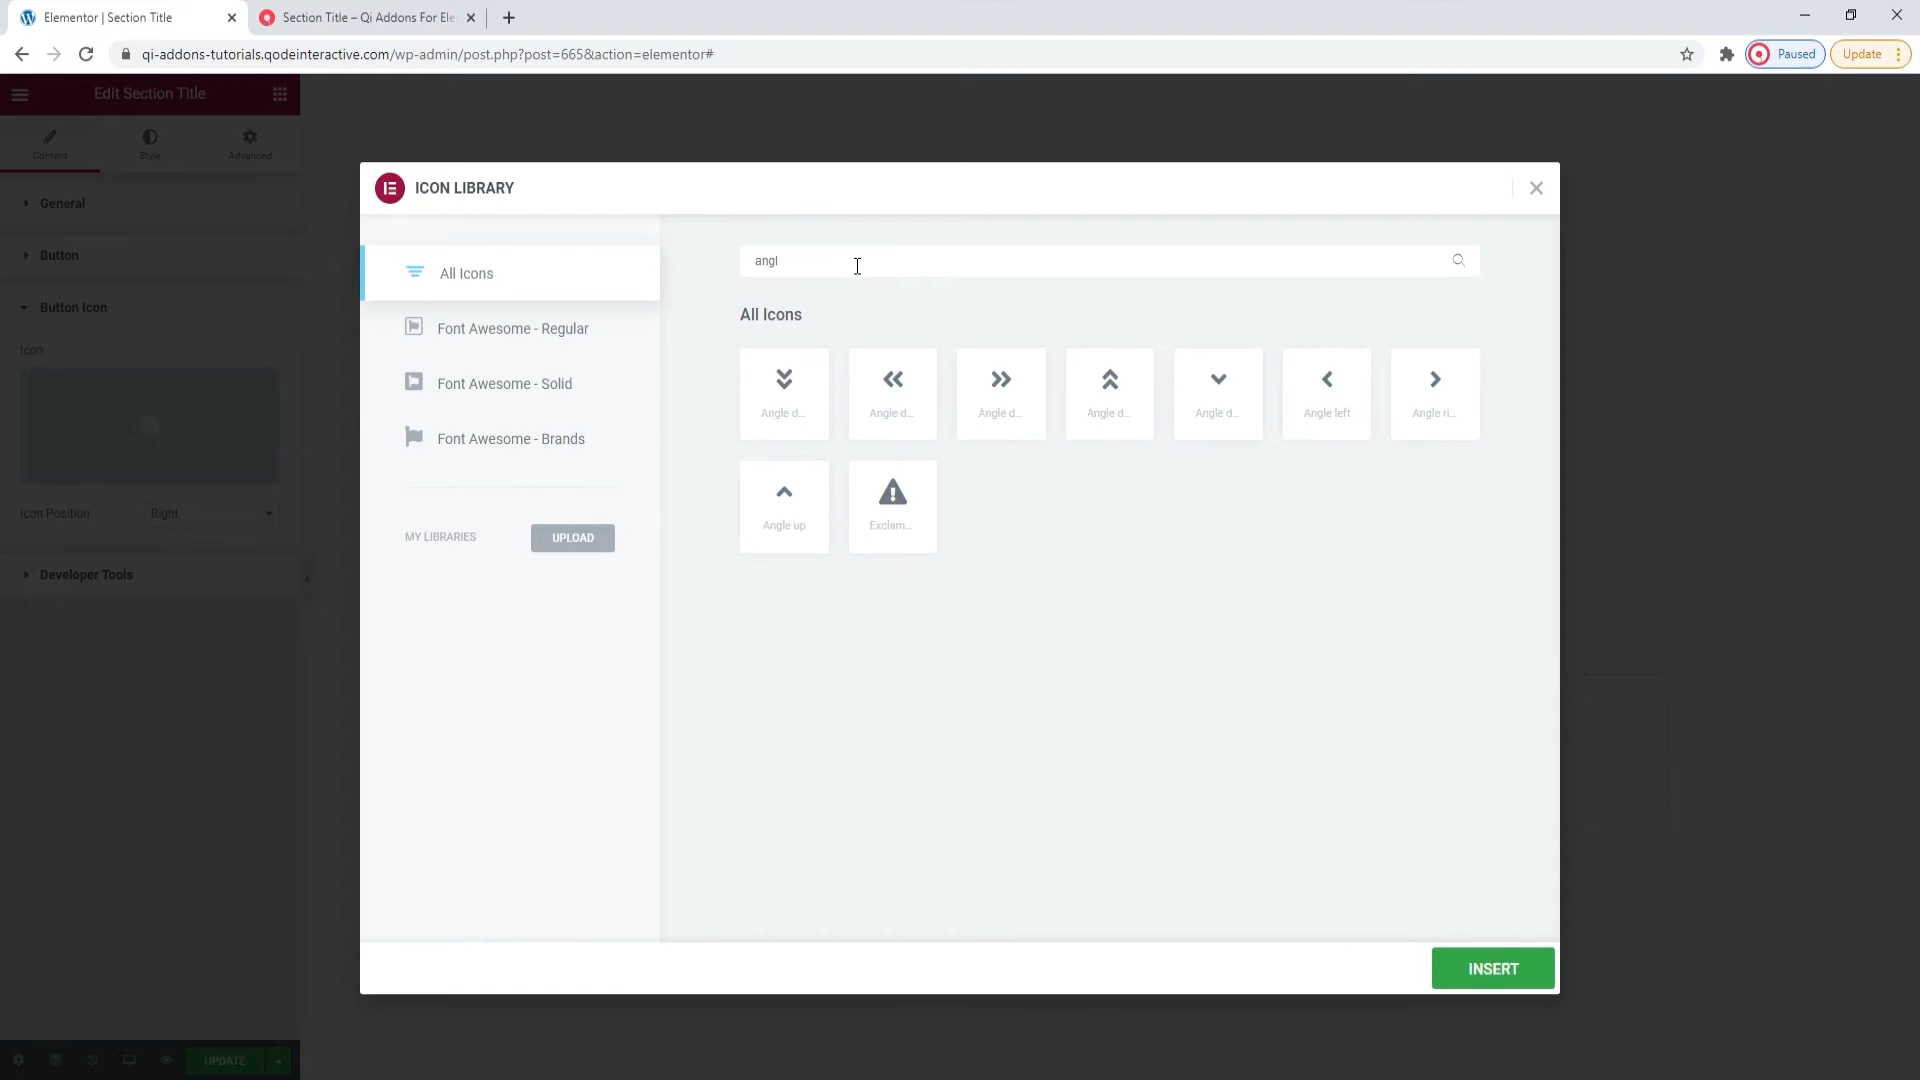 Elementor | Section Title
Section Title – Qi Addons For Ele
qi-addons-tutorials.qodeinteractive.com/wp-admin/post.php?post=665&action=elementor#
Paused
Update
Edit Section Title
Content
Style
Advanced
General
Button
Button Icon
Icon
Icon Position
Right
Developer Tools
UPDATE
ICON LIBRARY
All Icons
Font Awesome - Regular
Font Awesome - Solid
Font Awesome - Brands
MY LIBRARIES
UPLOAD
angl
All Icons
Angle d...
Angle d...
Angle d...
Angle d...
Angle d...
Angle left
Angle ri...
Angle up
Exclam...
INSERT